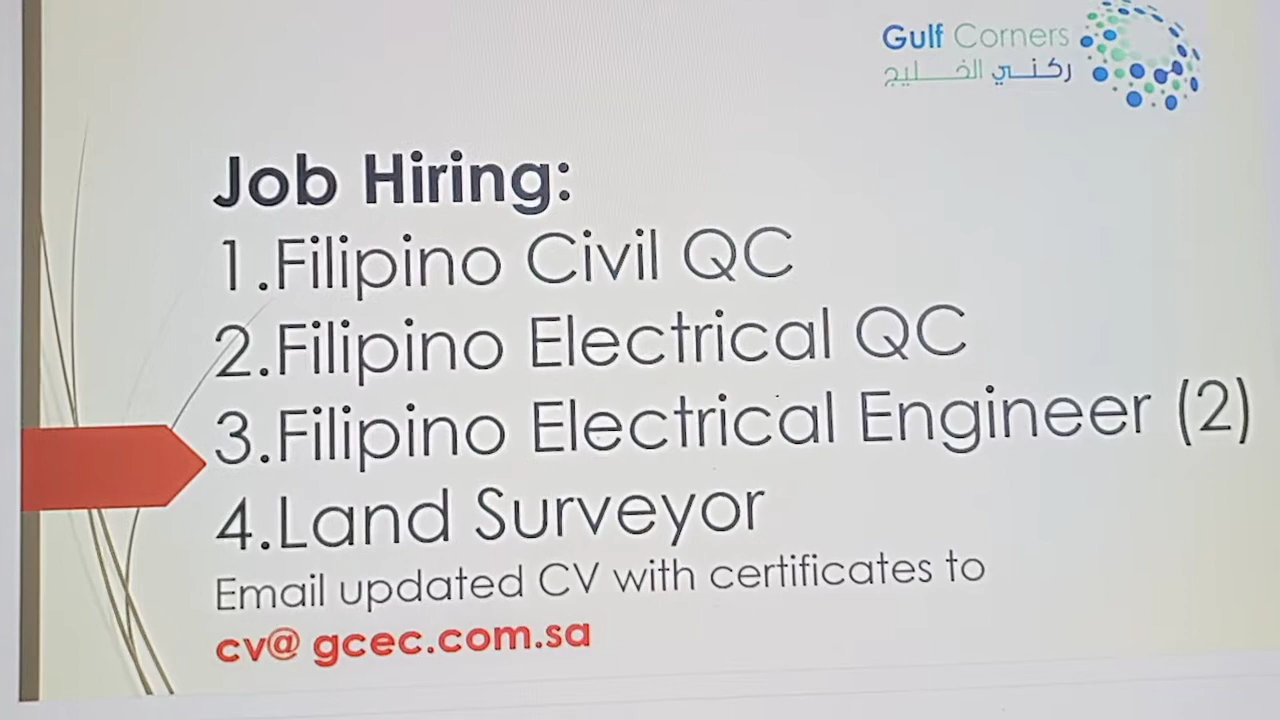 Gulf Corners
ركني الخليج
Job Hiring:
1.Filipino Civil QC
2.Filipino Electrical QC
3.Filipino Electrical Engineer (2)
4.Land Surveyor
Email updated CV with certificates to
cv@ gcec.com.sa